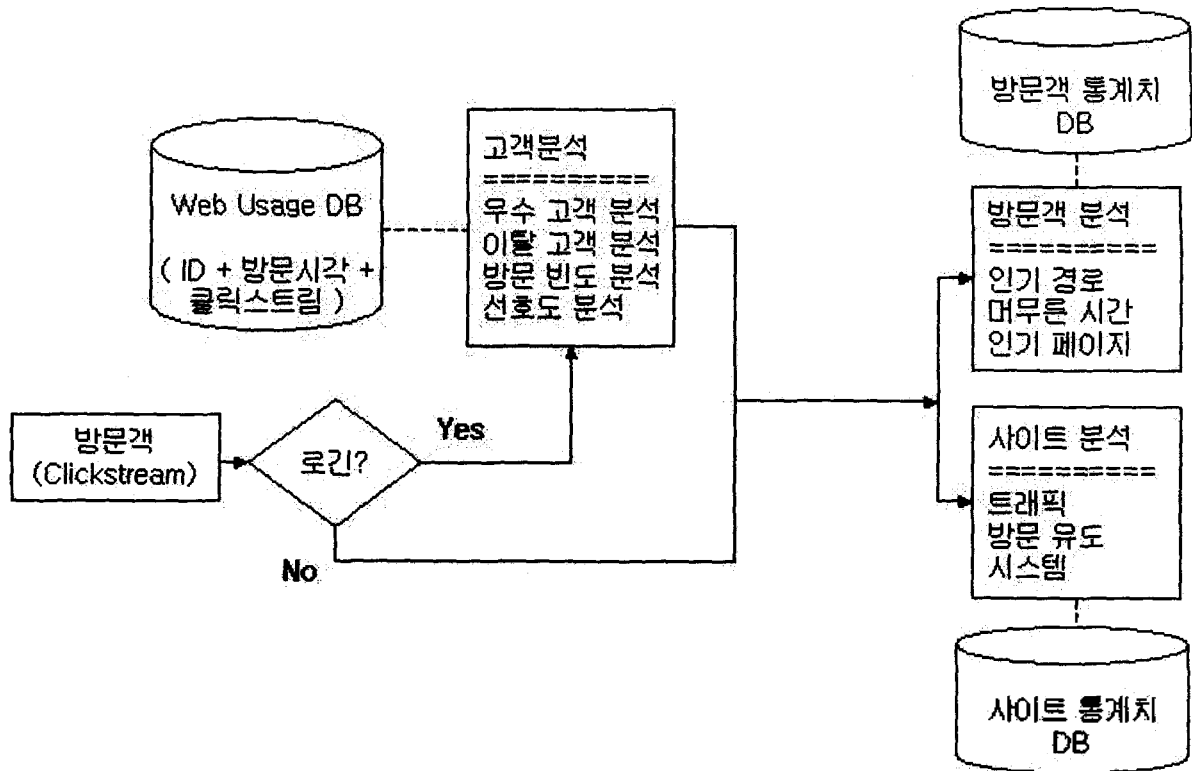 방문객 통계치
DB
고객분석
==========
우수 고객 분석
이탈 고객 분석
방문 빈도 분석
선호도 분석
Web Usage DB
( ID + 방문시각 +
클릭스트림 )
방문객 분석
==========
인기 경로
머무른 시간
인기 페이지
방문객
(Clickstream)
로긴?
Yes
No
사이트 분석
==========
트래픽
방문 유도
시스템
사이트 통계치
DB